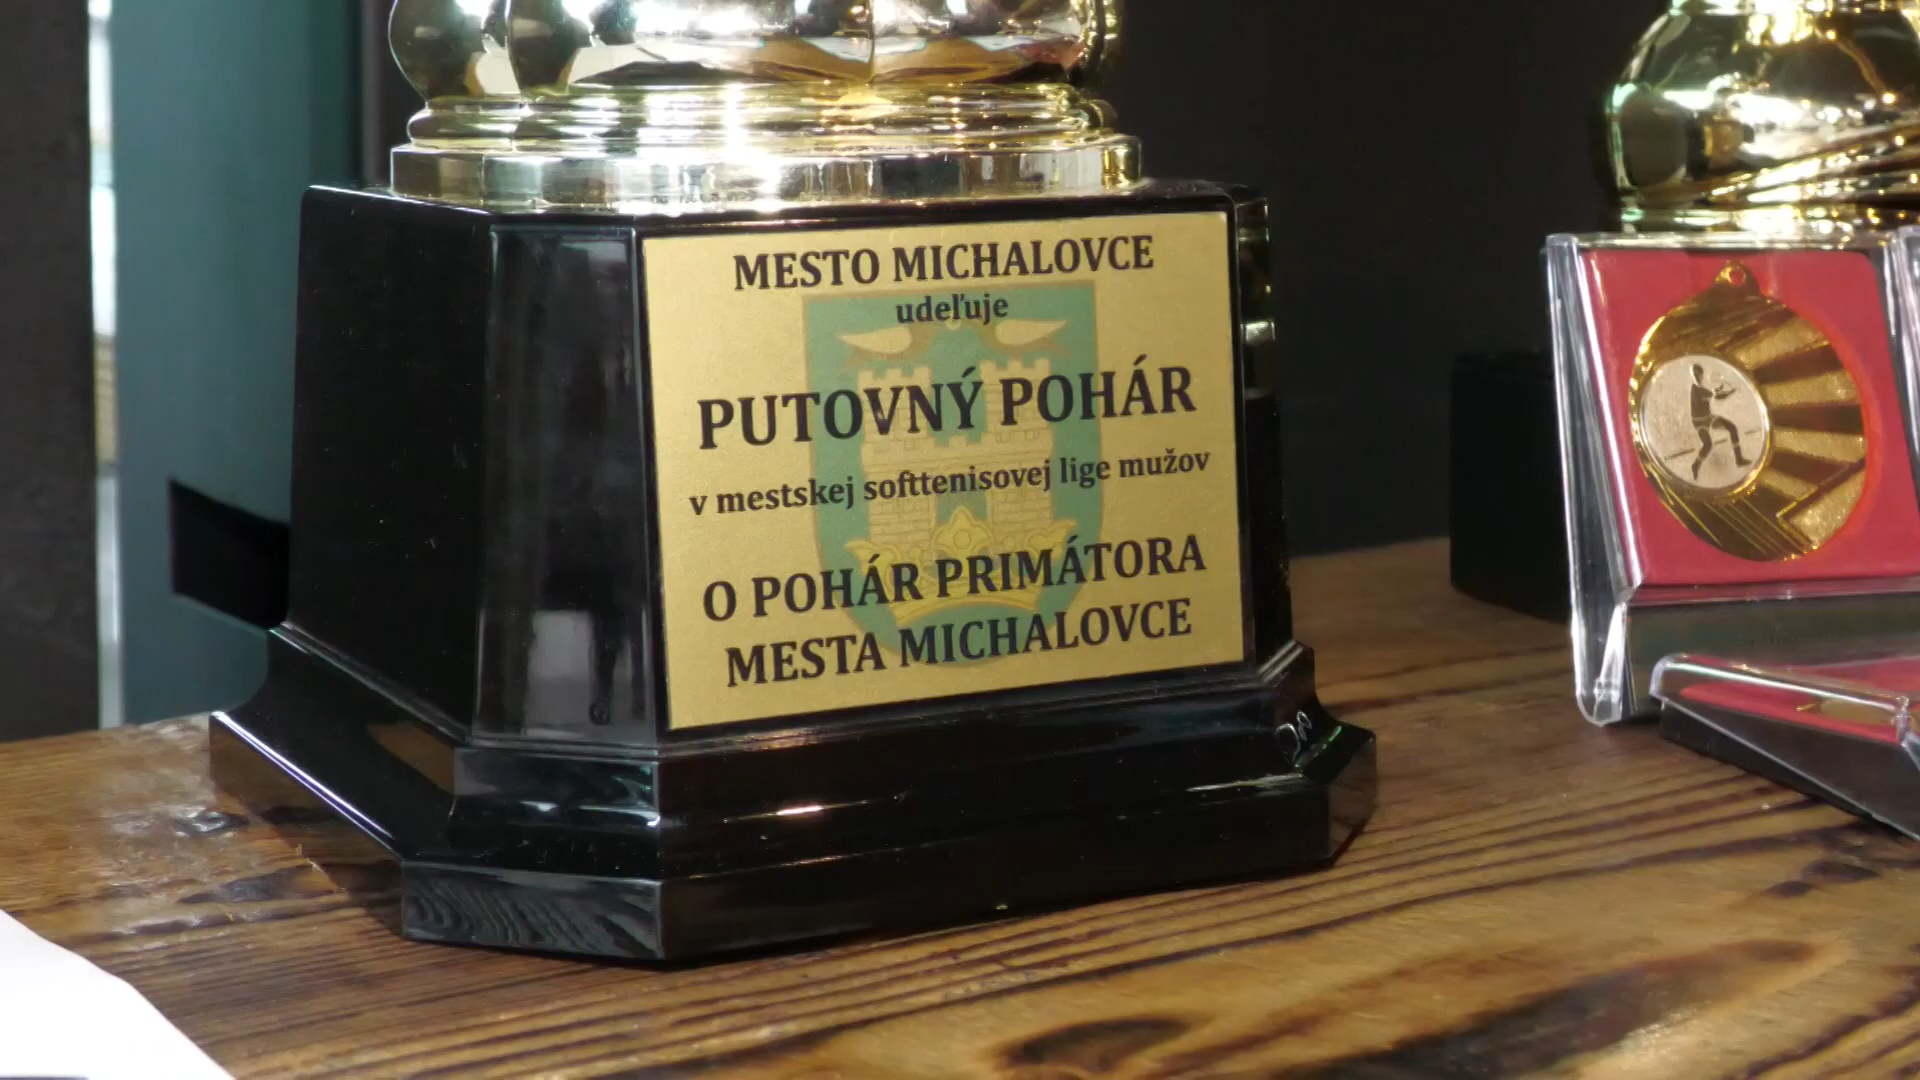 MESTO MICHALOVCE
udeľuje
PUTOVNÝ POHÁR
v mestskej softtenisovej lige mužov
O POHÁR PRIMÁTORA
MESTA MICHALOVCE